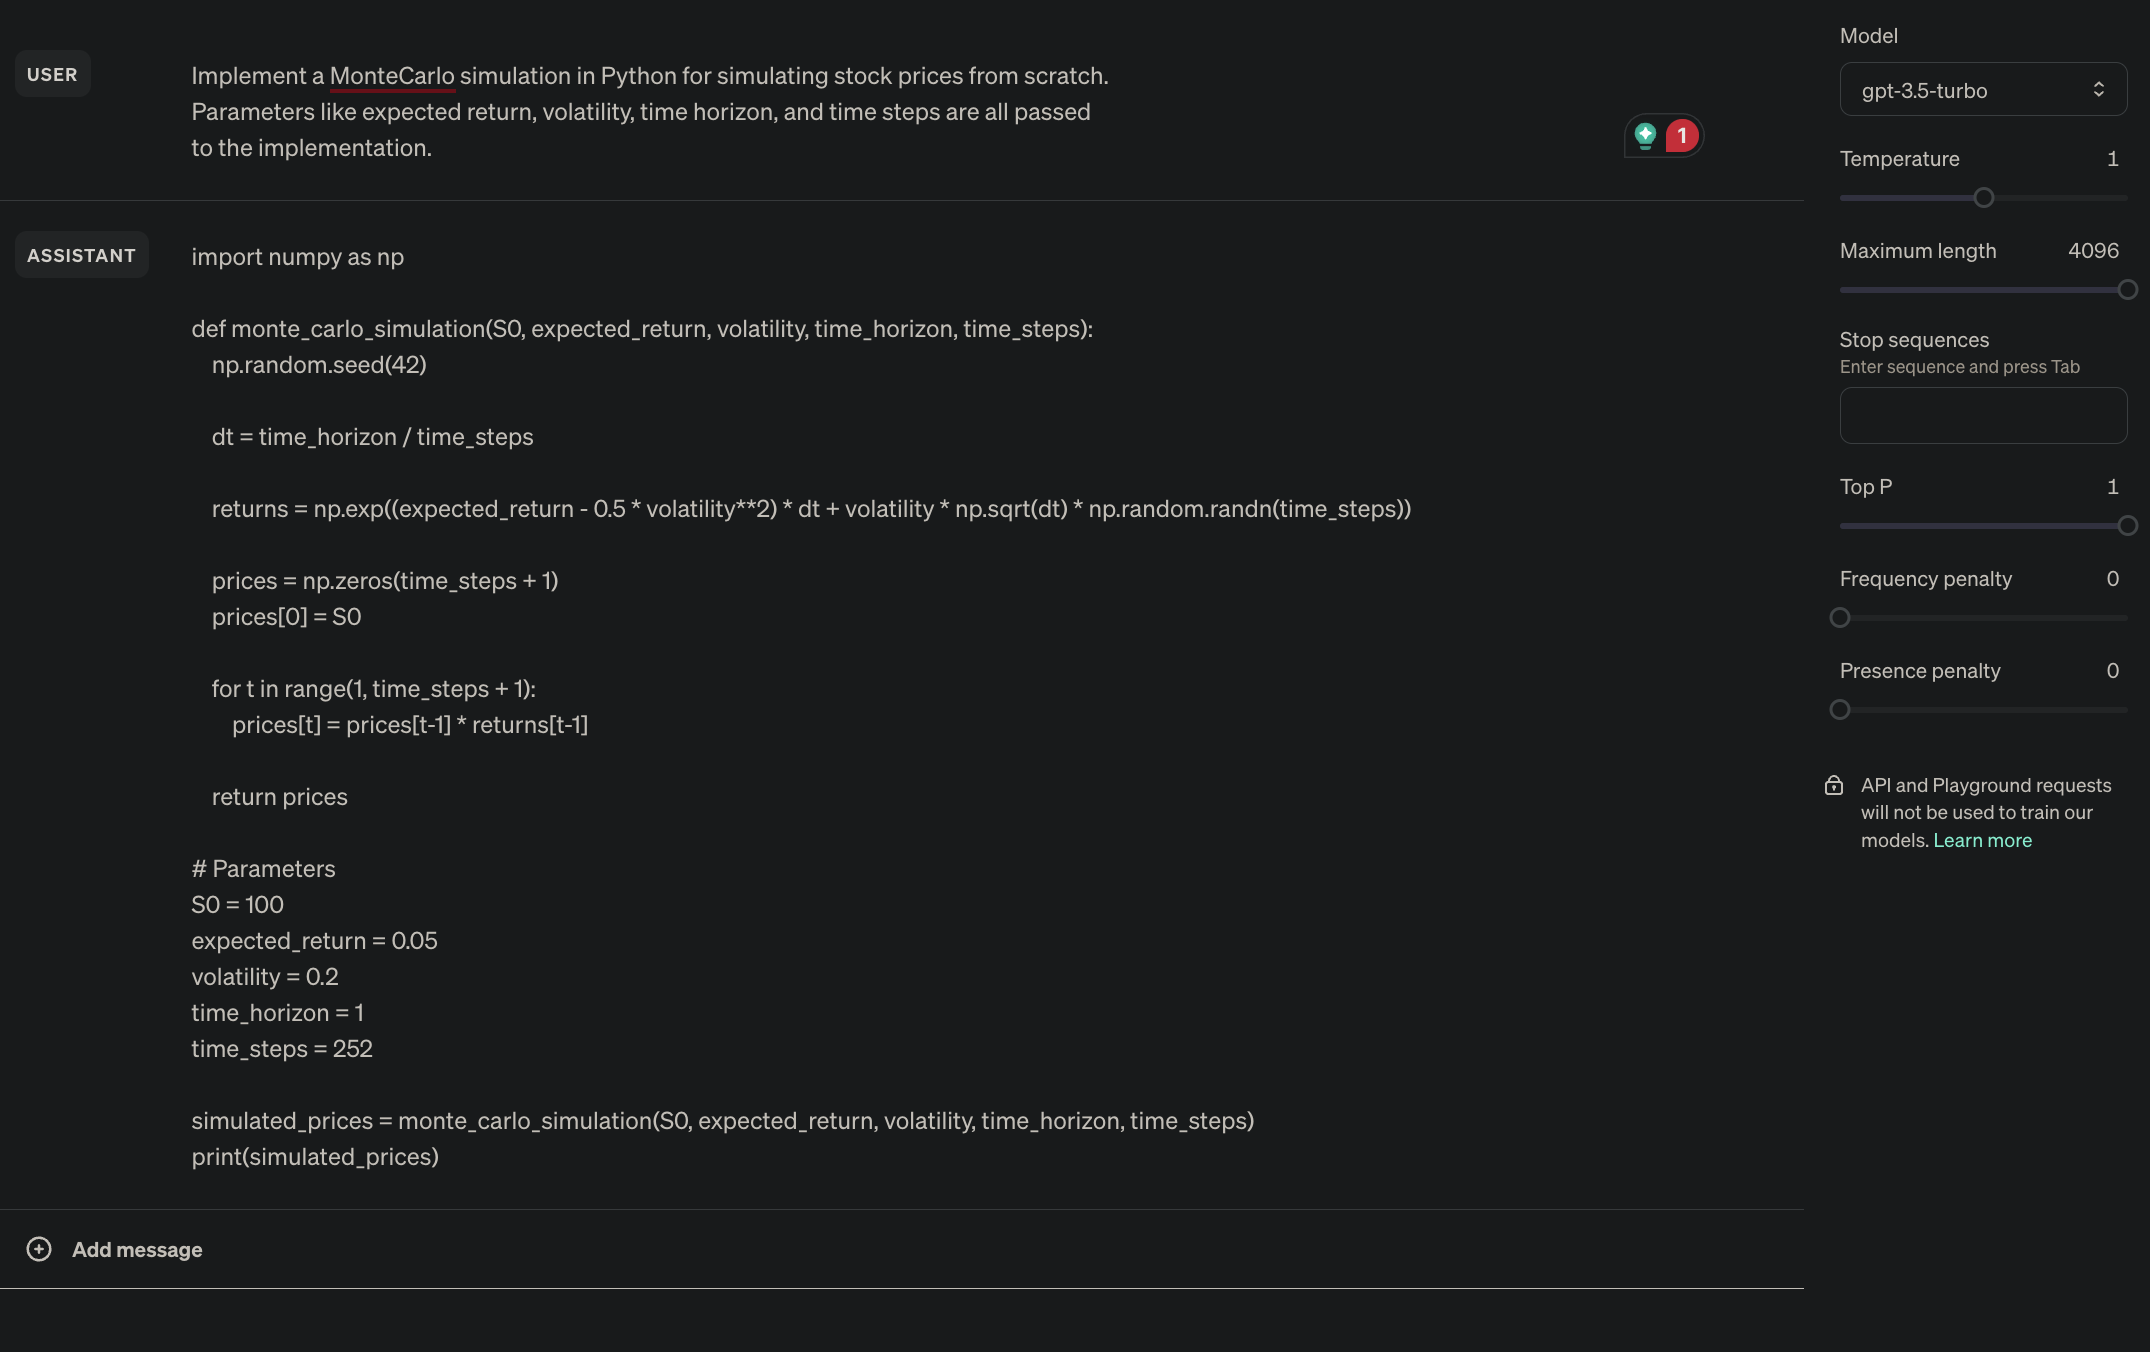 USER
Implement a MonteCarlo simulation in Python for simulating stock prices from scratch.
Parameters like expected return, volatility, time horizon, and time steps are all passed
to the implementation.
1
ASSISTANT
import numpy as np
def monte_carlo_simulation(S0, expected_return, volatility, time_horizon, time_steps):
np.random.seed(42)
dt = time_horizon / time_steps
returns = np.exp((expected_return - 0.5 * volatility**2) * dt + volatility * np.sqrt(dt) * np.random.randn(time_steps))
prices = np.zeros(time_steps + 1)
prices[0] = S0
for t in range(1, time_steps + 1):
prices[t] = prices[t-1] * returns[t-1]
return prices
# Parameters
S0 = 100
expected_return = 0.05
volatility = 0.2
time_horizon = 1
time_steps = 252
simulated_prices = monte_carlo_simulation(S0, expected_return, volatility, time_horizon, time_steps)
print(simulated_prices)
Add message
Model
gpt-3.5-turbo
Temperature 1
Maximum length 4096
Stop sequences
Enter sequence and press Tab
Top P 1
Frequency penalty 0
Presence penalty 0
API and Playground requests
will not be used to train our
models. Learn more